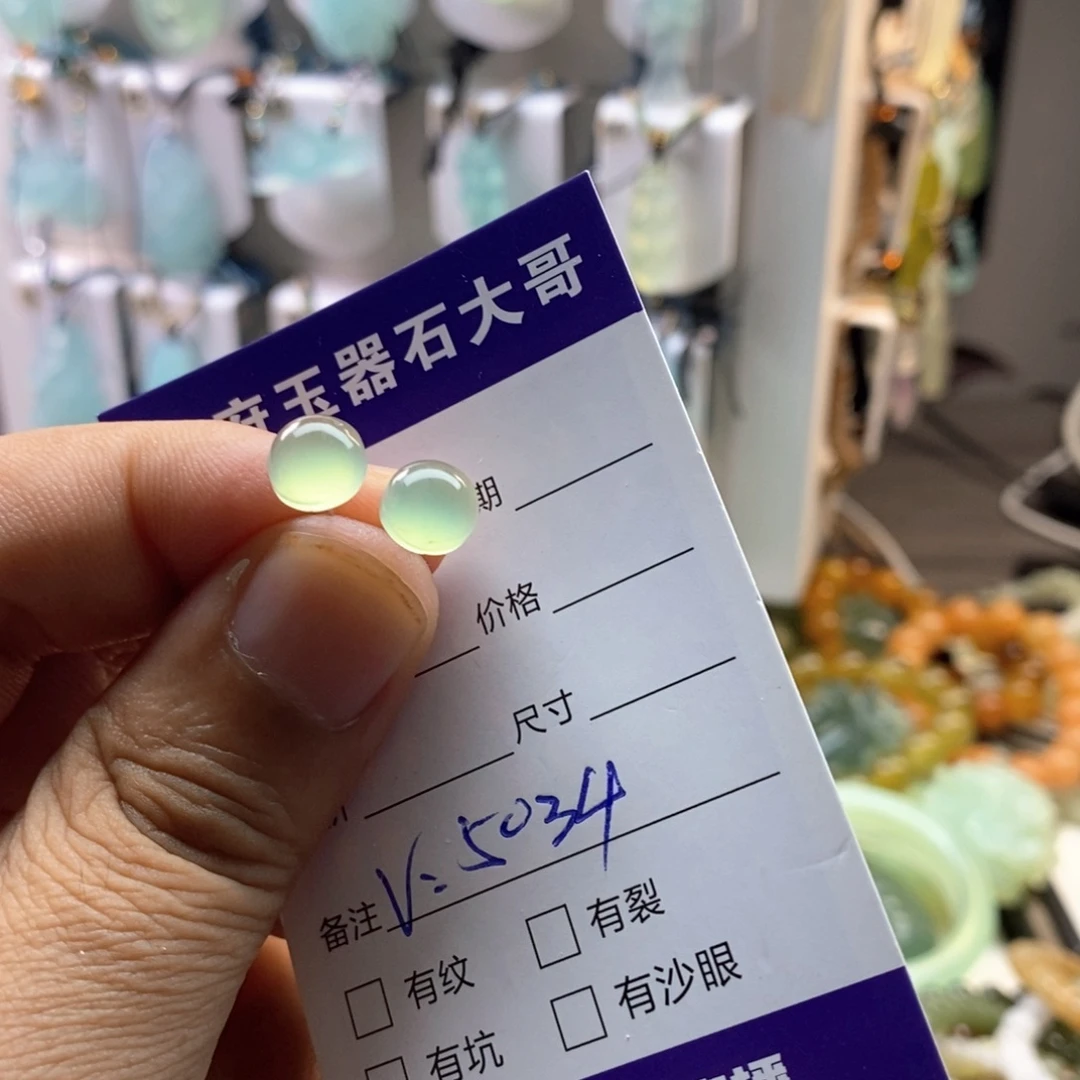 玉器石大哥
期
价格
尺寸
备注 V:5034
有纹 有裂
有坑 有沙眼